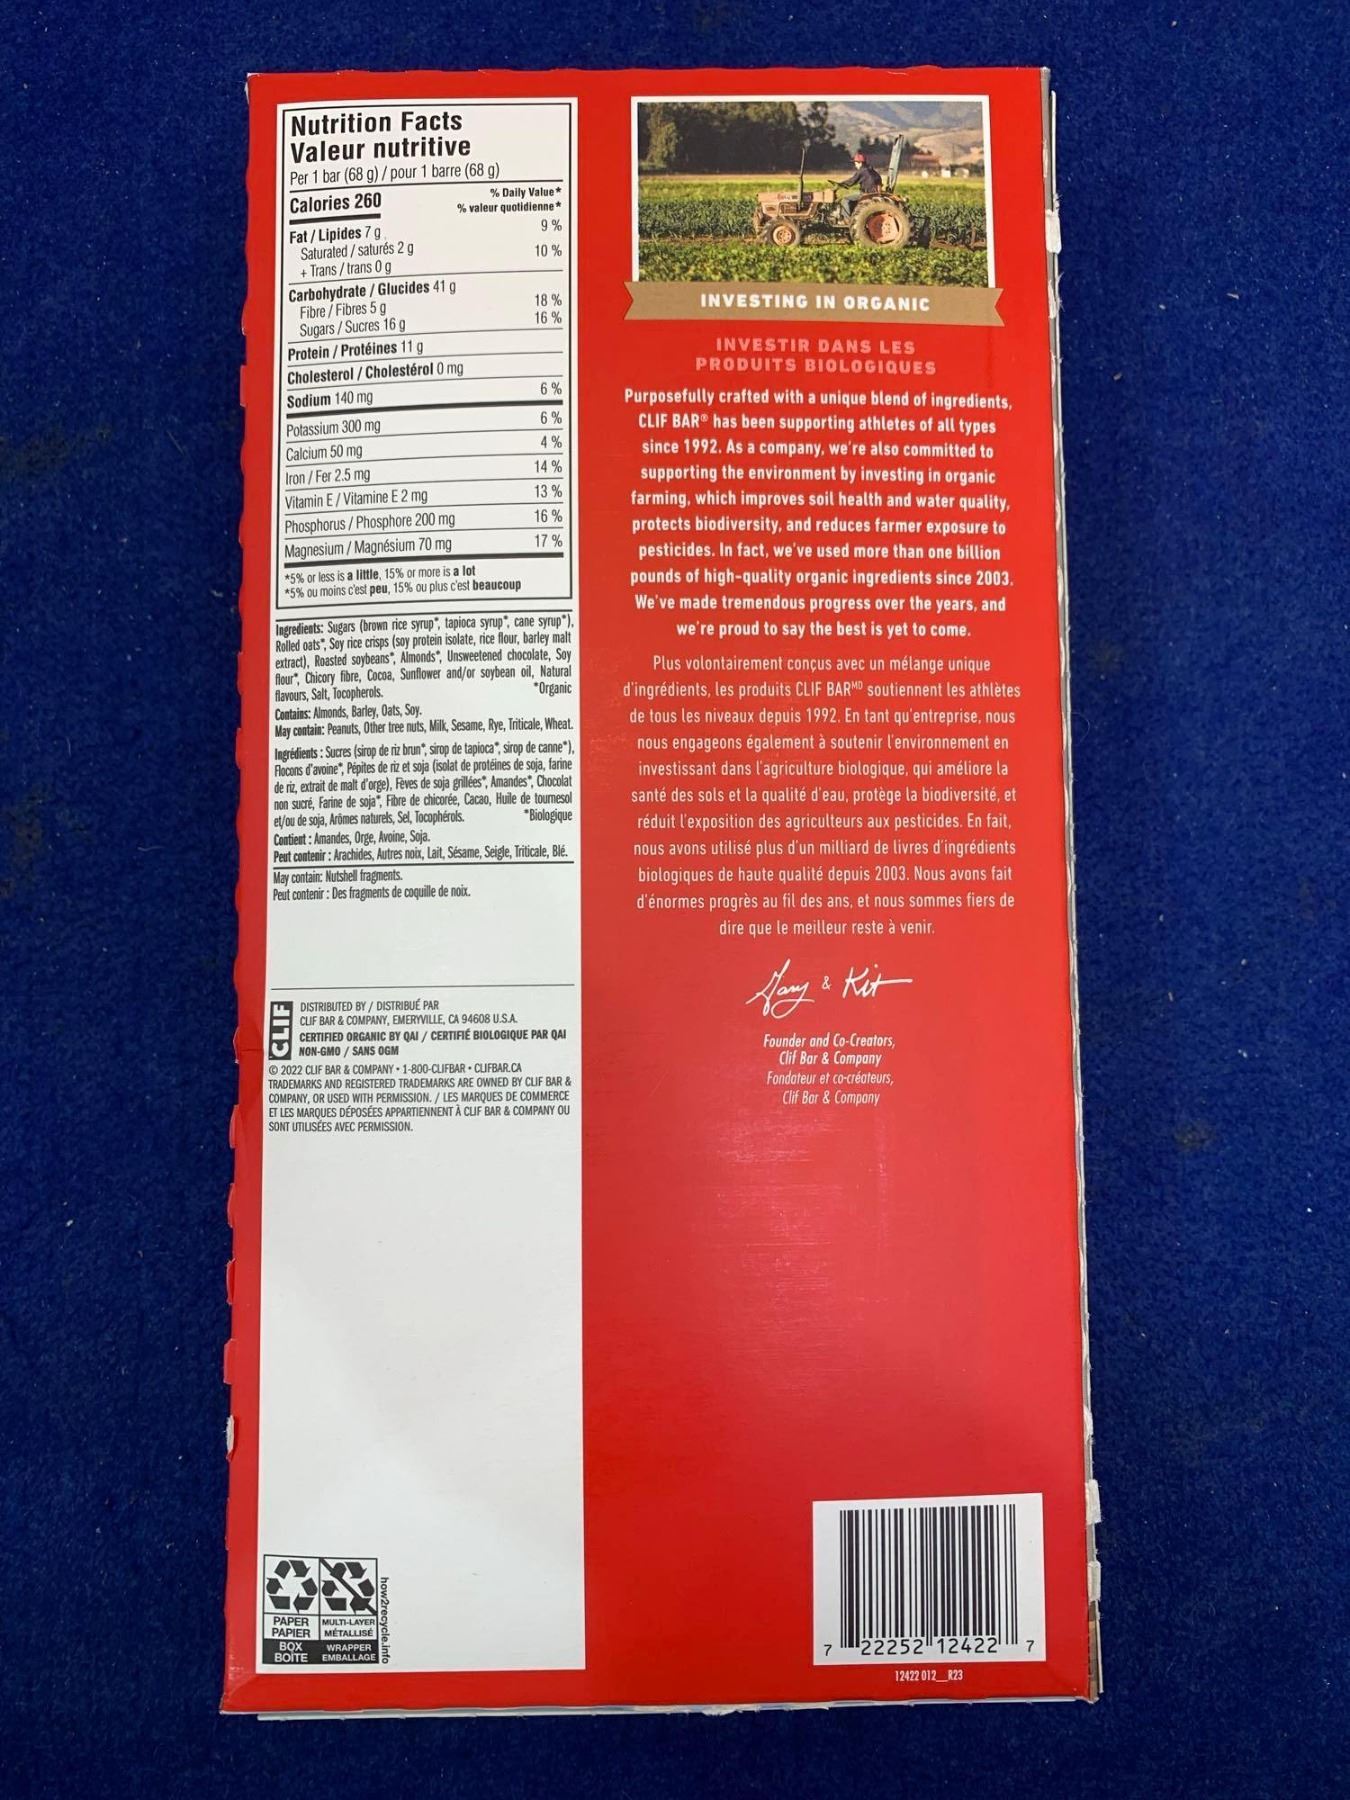 Nutrition Facts
Valeur nutritive
Per 1 bar (68 g) / pour 1 barre (68 g)
Calories 260
% Daily Value*
% valeur quotidienne*
Fat / Lipides 7 g 9 %
Saturated / saturés 2 g
+ Trans / trans 0 g 10 %
Carbohydrate / Glucides 41 g
Fibre / Fibres 5 g 18 %
Sugars / Sucres 16 g 16 %
Protein / Protéines 11 g
Cholesterol / Cholestérol 0 mg
Sodium 140 mg 6 %
Potassium 300 mg 6 %
Calcium 50 mg 4 %
Iron / Fer 2.5 mg 14 %
Vitamin E / Vitamine E 2 mg 13 %
Phosphorus / Phosphore 200 mg 16 %
Magnesium / Magnésium 70 mg 17 %
*5% or less is a little, 15% or more is a lot
*5% ou moins c'est peu, 15% ou plus c'est beaucoup
Ingredients: Sugars (brown rice syrup*, tapioca syrup*, cane syrup*),
Rolled oats*, Soy rice crisps (soy protein isolate, rice flour, barley malt
extract), Roasted soybeans*, Almonds*, Unsweetened chocolate, Soy
flour*, Chicory fibre, Cocoa, Sunflower and/or soybean oil, Natural
flavours, Salt, Tocopherols. *Organic
Contains: Almonds, Barley, Oats, Soy.
May contain: Peanuts, Other tree nuts, Milk, Sesame, Rye, Triticale, Wheat.
Ingrédients : Sucres (sirop de riz brun*, sirop de tapioca*, sirop de canne*),
Flocons d'avoine*, Pépites de riz et soja (isolat de protéines de soja, farine
de riz, extrait de malt d'orge), Fèves de soja grillées*, Amandes*, Chocolat
non sucré, Farine de soja*, Fibre de chicorée, Cacao, Huile de tournesol
et/ou de soja, Arômes naturels, Sel, Tocophérols. *Biologique
Contient : Amandes, Orge, Avoine, Soja.
Peut contenir : Arachides, Autres noix, Lait, Sésame, Seigle, Triticale, Blé.
May contain: Nutshell fragments.
Peut contenir : Des fragments de coquille de noix.
CLIF
DISTRIBUTED BY / DISTRIBUÉ PAR
CLIF BAR & COMPANY, EMERYVILLE, CA 94608 U.S.A.
CERTIFIED ORGANIC BY QAI / CERTIFIÉ BIOLOGIQUE PAR QAI
NON-GMO / SANS OGM
© 2022 CLIF BAR & COMPANY • 1-800-CLIFBAR • CLIFBAR.CA
TRADEMARKS AND REGISTERED TRADEMARKS ARE OWNED BY CLIF BAR &
COMPANY, OR USED WITH PERMISSION. / LES MARQUES DE COMMERCE
ET LES MARQUES DÉPOSÉES APPARTIENNENT À CLIF BAR & COMPANY OU
SONT UTILISÉES AVEC PERMISSION.
PAPER MULTI-LAYER
PAPIER MÉTALLISÉ
BOX WRAPPER
BOÎTE EMBALLAGE
how2recycle.info
INVESTING IN ORGANIC
INVESTIR DANS LES
PRODUITS BIOLOGIQUES
Purposefully crafted with a unique blend of ingredients,
CLIF BAR® has been supporting athletes of all types
since 1992. As a company, we're also committed to
supporting the environment by investing in organic
farming, which improves soil health and water quality,
protects biodiversity, and reduces farmer exposure to
pesticides. In fact, we've used more than one billion
pounds of high-quality organic ingredients since 2003.
We've made tremendous progress over the years, and
we're proud to say the best is yet to come.
Plus volontairement conçus avec un mélange unique
d'ingrédients, les produits CLIF BARMD soutiennent les athlètes
de tous les niveaux depuis 1992. En tant qu'entreprise, nous
nous engageons également à soutenir l'environnement en
investissant dans l'agriculture biologique, qui améliore la
santé des sols et la qualité d'eau, protège la biodiversité, et
réduit l'exposition des agriculteurs aux pesticides. En fait,
nous avons utilisé plus d'un milliard de livres d'ingrédients
biologiques de haute qualité depuis 2003. Nous avons fait
d'énormes progrès au fil des ans, et nous sommes fiers de
dire que le meilleur reste à venir.
Gary & Kit
Founder and Co-Creators,
Clif Bar & Company
Fondateur et co-créateurs,
Clif Bar & Company
7 22252 12422 7
12422 012__R23